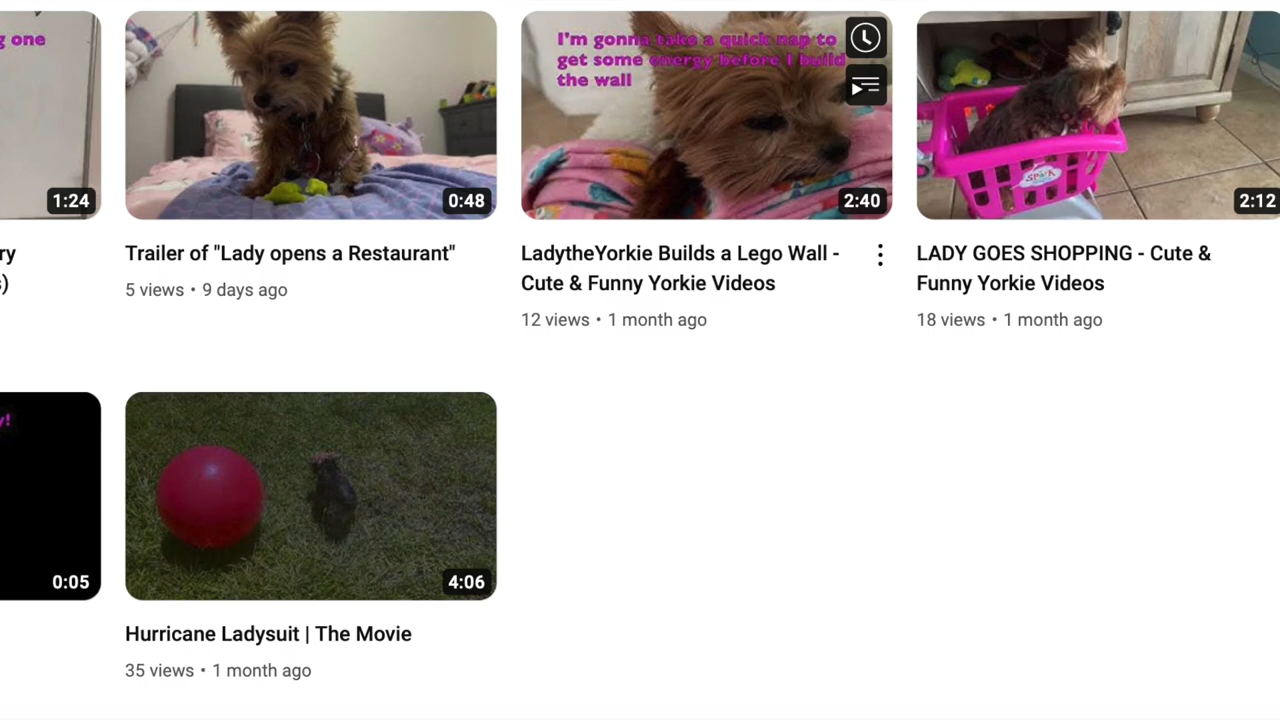 g one
1:24
0:48
I'm gonna take a quick nap to
get some energy before I build
the wall
2:40
2:12
ry
s)
Trailer of "Lady opens a Restaurant"
5 views • 9 days ago
LadytheYorkie Builds a Lego Wall -
Cute & Funny Yorkie Videos
12 views • 1 month ago
LADY GOES SHOPPING - Cute &
Funny Yorkie Videos
18 views • 1 month ago
y!
0:05
4:06
Hurricane Ladysuit | The Movie
35 views • 1 month ago